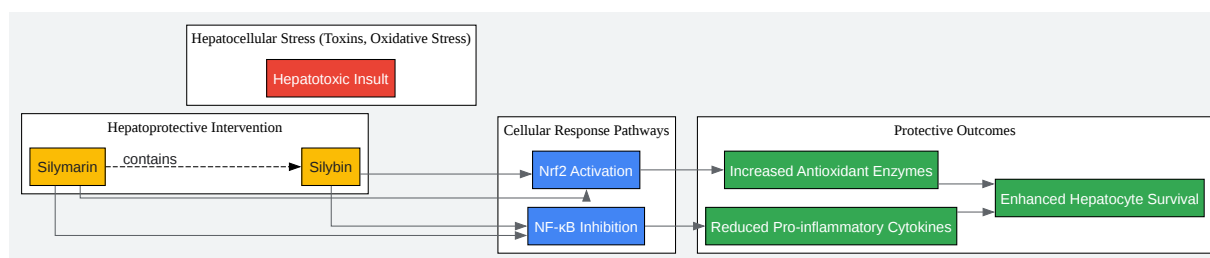 Hepatocellular Stress (Toxins, Oxidative Stress)
Hepatotoxic Insult
Hepatoprotective Intervention
Silymarin
contains
Silybin
Cellular Response Pathways
Nrf2 Activation
NF-κB Inhibition
Protective Outcomes
Increased Antioxidant Enzymes
Reduced Pro-inflammatory Cytokines
Enhanced Hepatocyte Survival